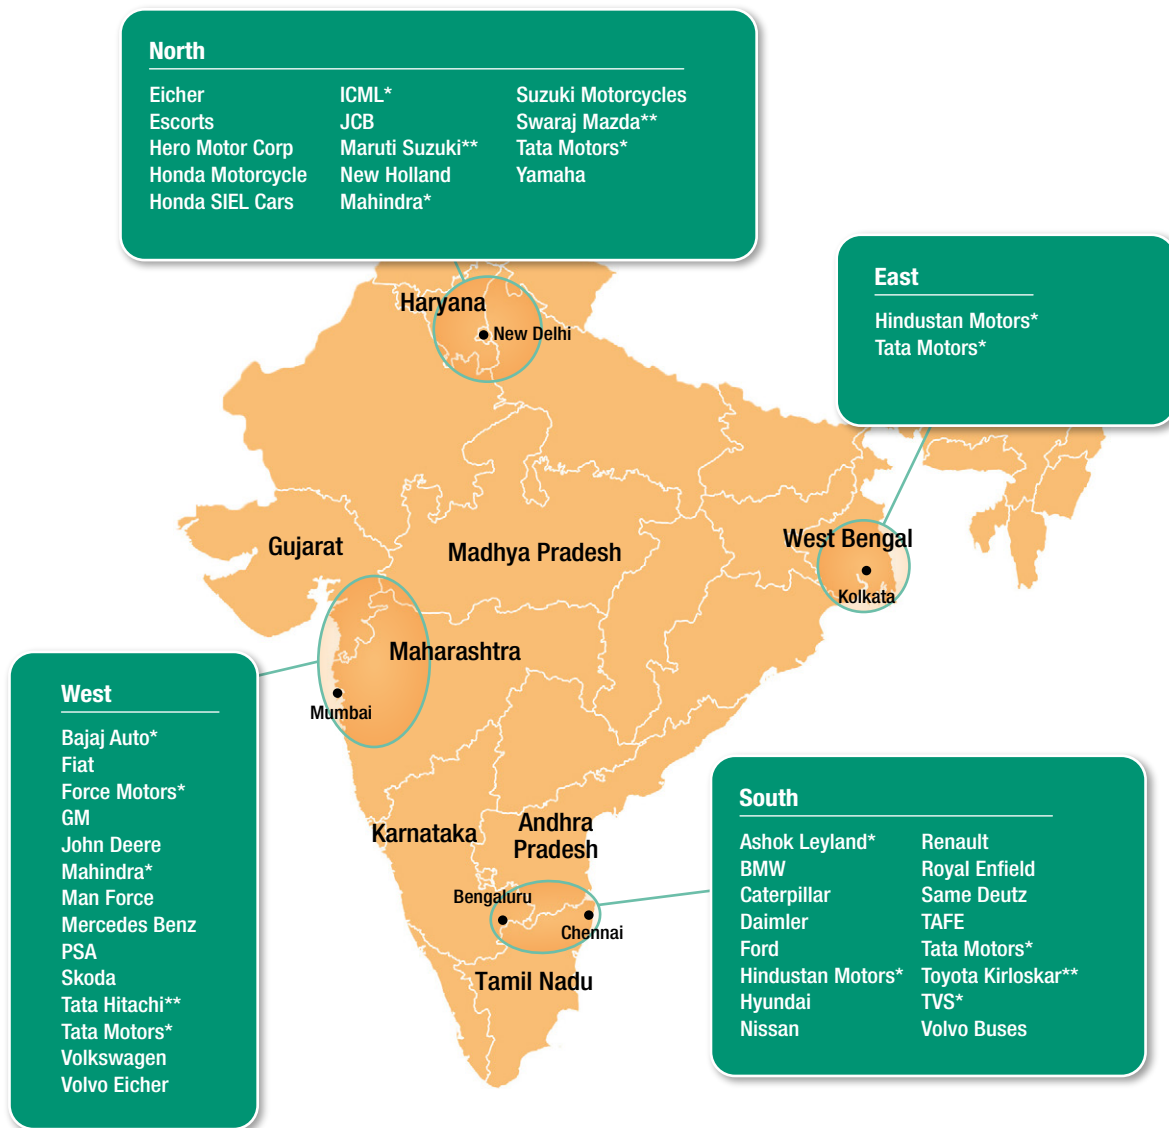 North
Eicher
Escorts
Hero Motor Corp
Honda Motorcycle
Honda SIEL Cars
ICML*
JCB
Maruti Suzuki**
New Holland
Mahindra*
Suzuki Motorcycles
Swaraj Mazda**
Tata Motors*
Yamaha
East
Hindustan Motors*
Tata Motors*
Haryana
New Delhi
Gujarat
Madhya Pradesh
West Bengal
Kolkata
Maharashtra
Mumbai
West
Bajaj Auto*
Fiat
Force Motors*
GM
John Deere
Mahindra*
Man Force
Mercedes Benz
PSA
Skoda
Tata Hitachi**
Tata Motors*
Volkswagen
Volvo Eicher
Karnataka
Andhra
Pradesh
Bengaluru
Chennai
Tamil Nadu
South
Ashok Leyland*
BMW
Caterpillar
Daimler
Ford
Hindustan Motors*
Hyundai
Nissan
Renault
Royal Enfield
Same Deutz
TAFE
Tata Motors*
Toyota Kirloskar**
TVS*
Volvo Buses